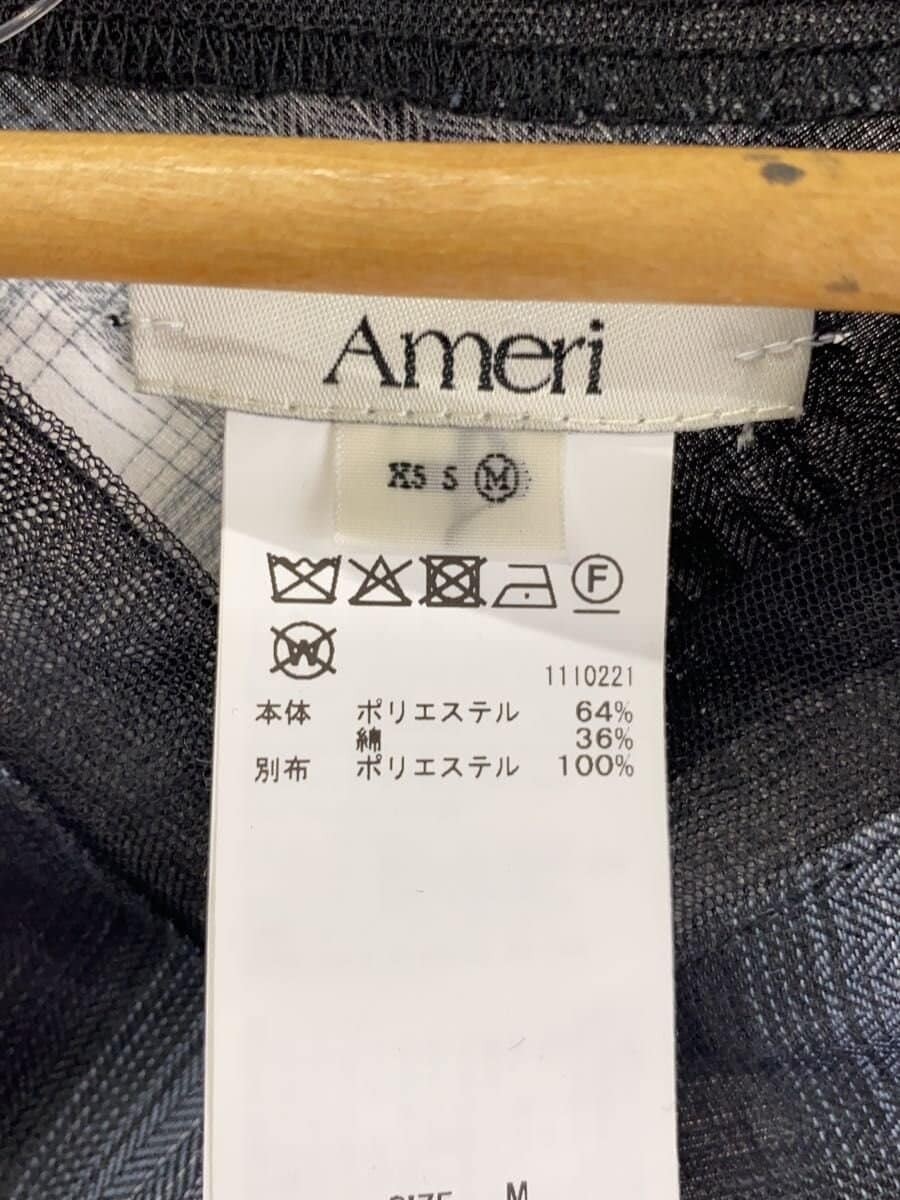 Ameri
XS S M
F
W
1110221
本体 ポリエステル 64%
綿 36%
別布 ポリエステル 100%
SIZE M